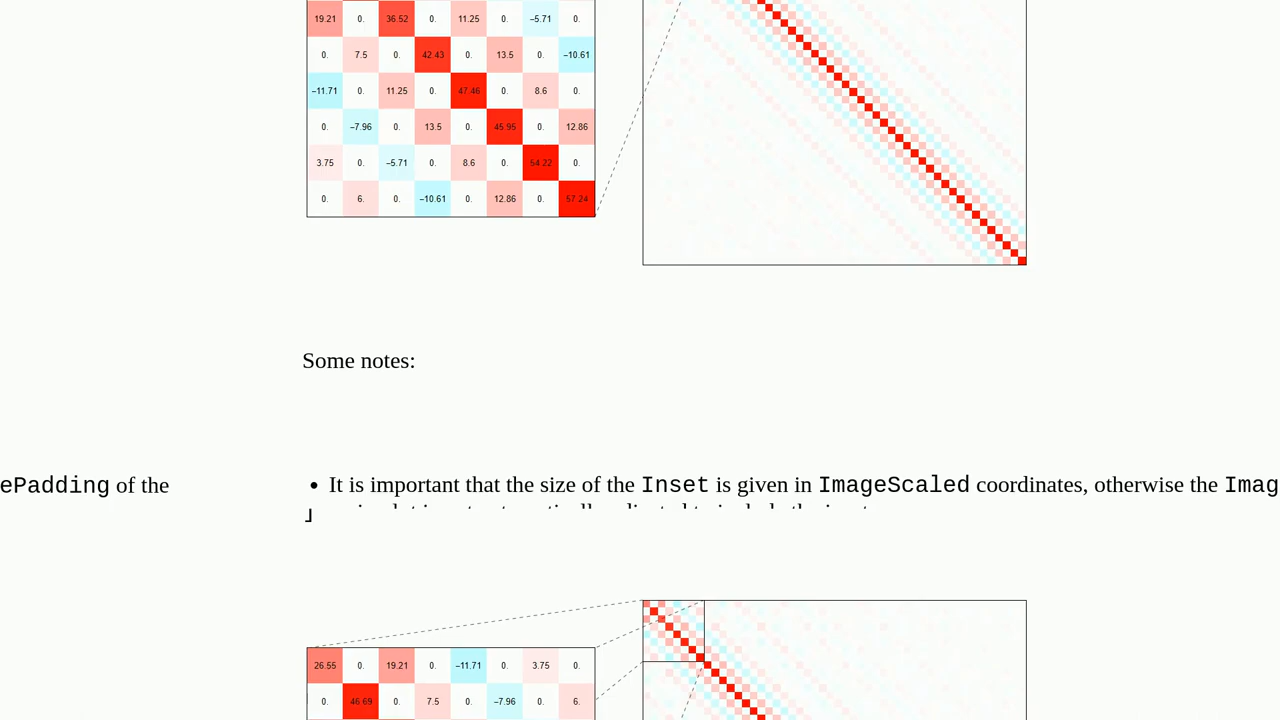 19.21 0. 36.52 0. 11.25 0. −5.71 0.
0. 7.5 0. 42.43 0. 13.5 0. −10.61
−11.71 0. 11.25 0. 47.46 0. 8.6 0.
0. −7.96 0. 13.5 0. 45.95 0. 12.86
3.75 0. −5.71 0. 8.6 0. 54.22 0.
0. 6. 0. −10.61 0. 12.86 0. 57.24
Some notes:
ePadding of the
• It is important that the size of the Inset is given in ImageScaled coordinates, otherwise the Imag
26.55 0. 19.21 0. −11.71 0. 3.75 0.
0. 46.69 0. 7.5 0. −7.96 0. 6.